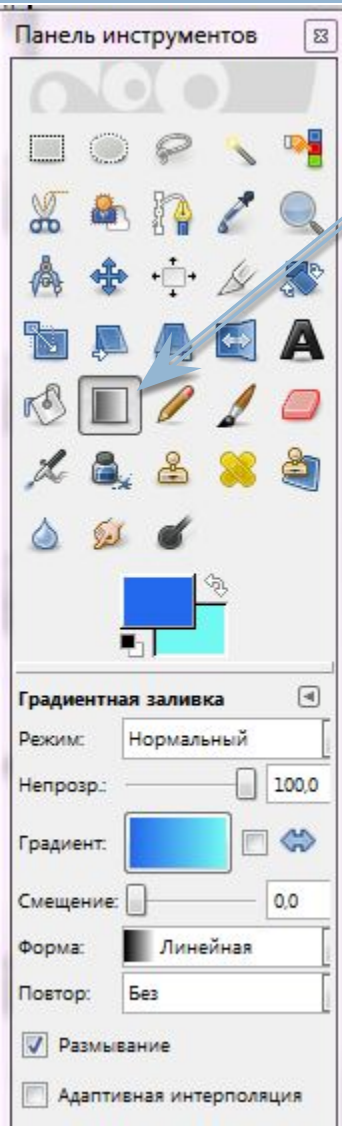 Панель инструментов
Градиентная заливка
Режим: Нормальный
Непрозр.: 100,0
Градиент:
Смещение: 0,0
Форма: Линейная
Повтор: Без
Размывание
Адаптивная интерполяция